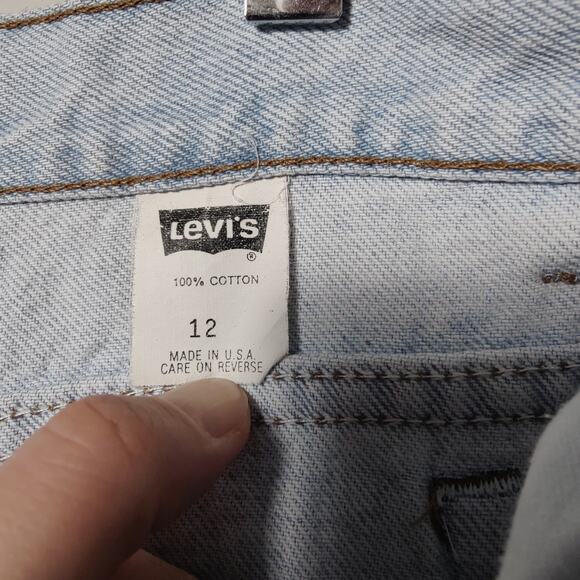 Levi's
®
100% COTTON
12
MADE IN U.S.A.
CARE ON REVERSE